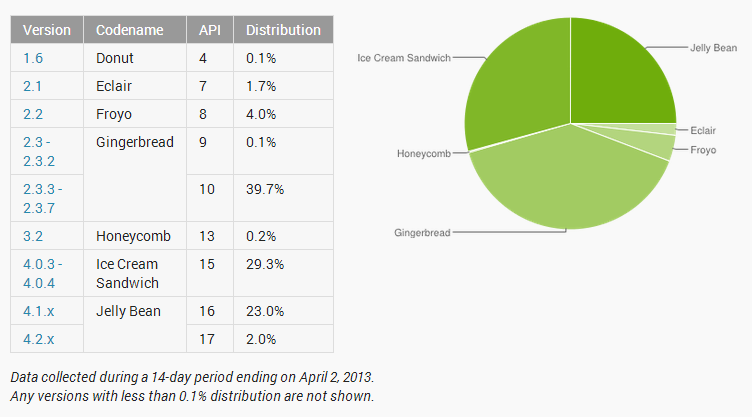 Version Codename API Distribution
1.6 Donut 4 0.1%
2.1 Eclair 7 1.7%
2.2 Froyo 8 4.0%
2.3 - Gingerbread 9 0.1%
2.3.2
2.3.3 - 10 39.7%
2.3.7
3.2 Honeycomb 13 0.2%
4.0.3 - Ice Cream 15 29.3%
4.0.4 Sandwich
4.1.x Jelly Bean 16 23.0%
4.2.x 17 2.0%
Data collected during a 14-day period ending on April 2, 2013.
Any versions with less than 0.1% distribution are not shown.
Jelly Bean
Ice Cream Sandwich
Eclair
Froyo
Honeycomb
Gingerbread